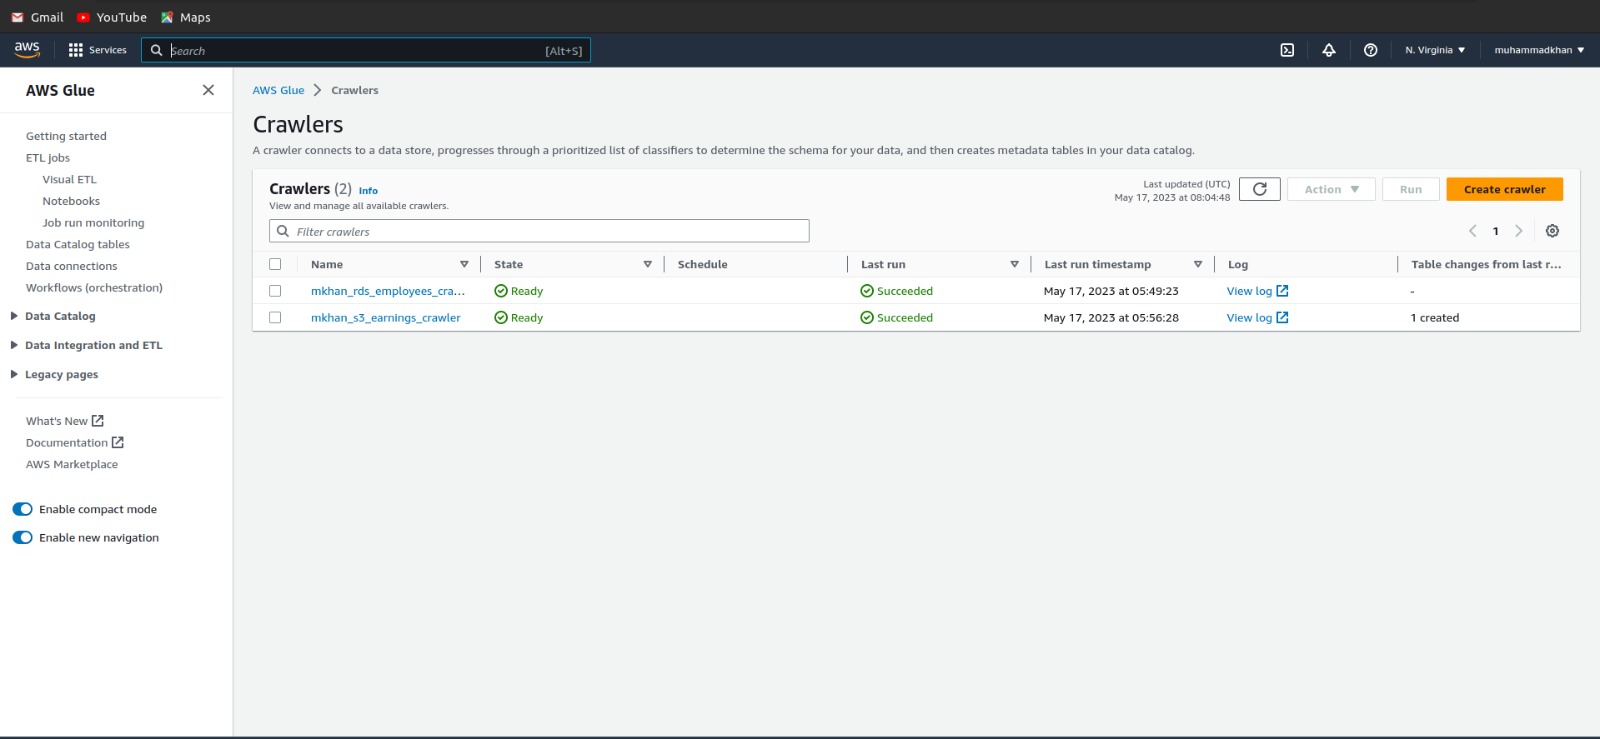 Gmail YouTube Maps
aws Services Search [Alt+S] N. Virginia muhammadkhan
AWS Glue
Getting started
ETL jobs
Visual ETL
Notebooks
Job run monitoring
Data Catalog tables
Data connections
Workflows (orchestration)
Data Catalog
Data Integration and ETL
Legacy pages
What's New
Documentation
AWS Marketplace
Enable compact mode
Enable new navigation
AWS Glue Crawlers
Crawlers
A crawler connects to a data store, progresses through a prioritized list of classifiers to determine the schema for your data, and then creates metadata tables in your data catalog.
Crawlers (2) Info
View and manage all available crawlers.
Last updated (UTC)
May 17, 2023 at 08:04:48
Action Run Create crawler
Filter crawlers
1
Name State Schedule Last run Last run timestamp Log Table changes from last r...
mkhan_rds_employees_cra... Ready Succeeded May 17, 2023 at 05:49:23 View log -
mkhan_s3_earnings_crawler Ready Succeeded May 17, 2023 at 05:56:28 View log 1 created